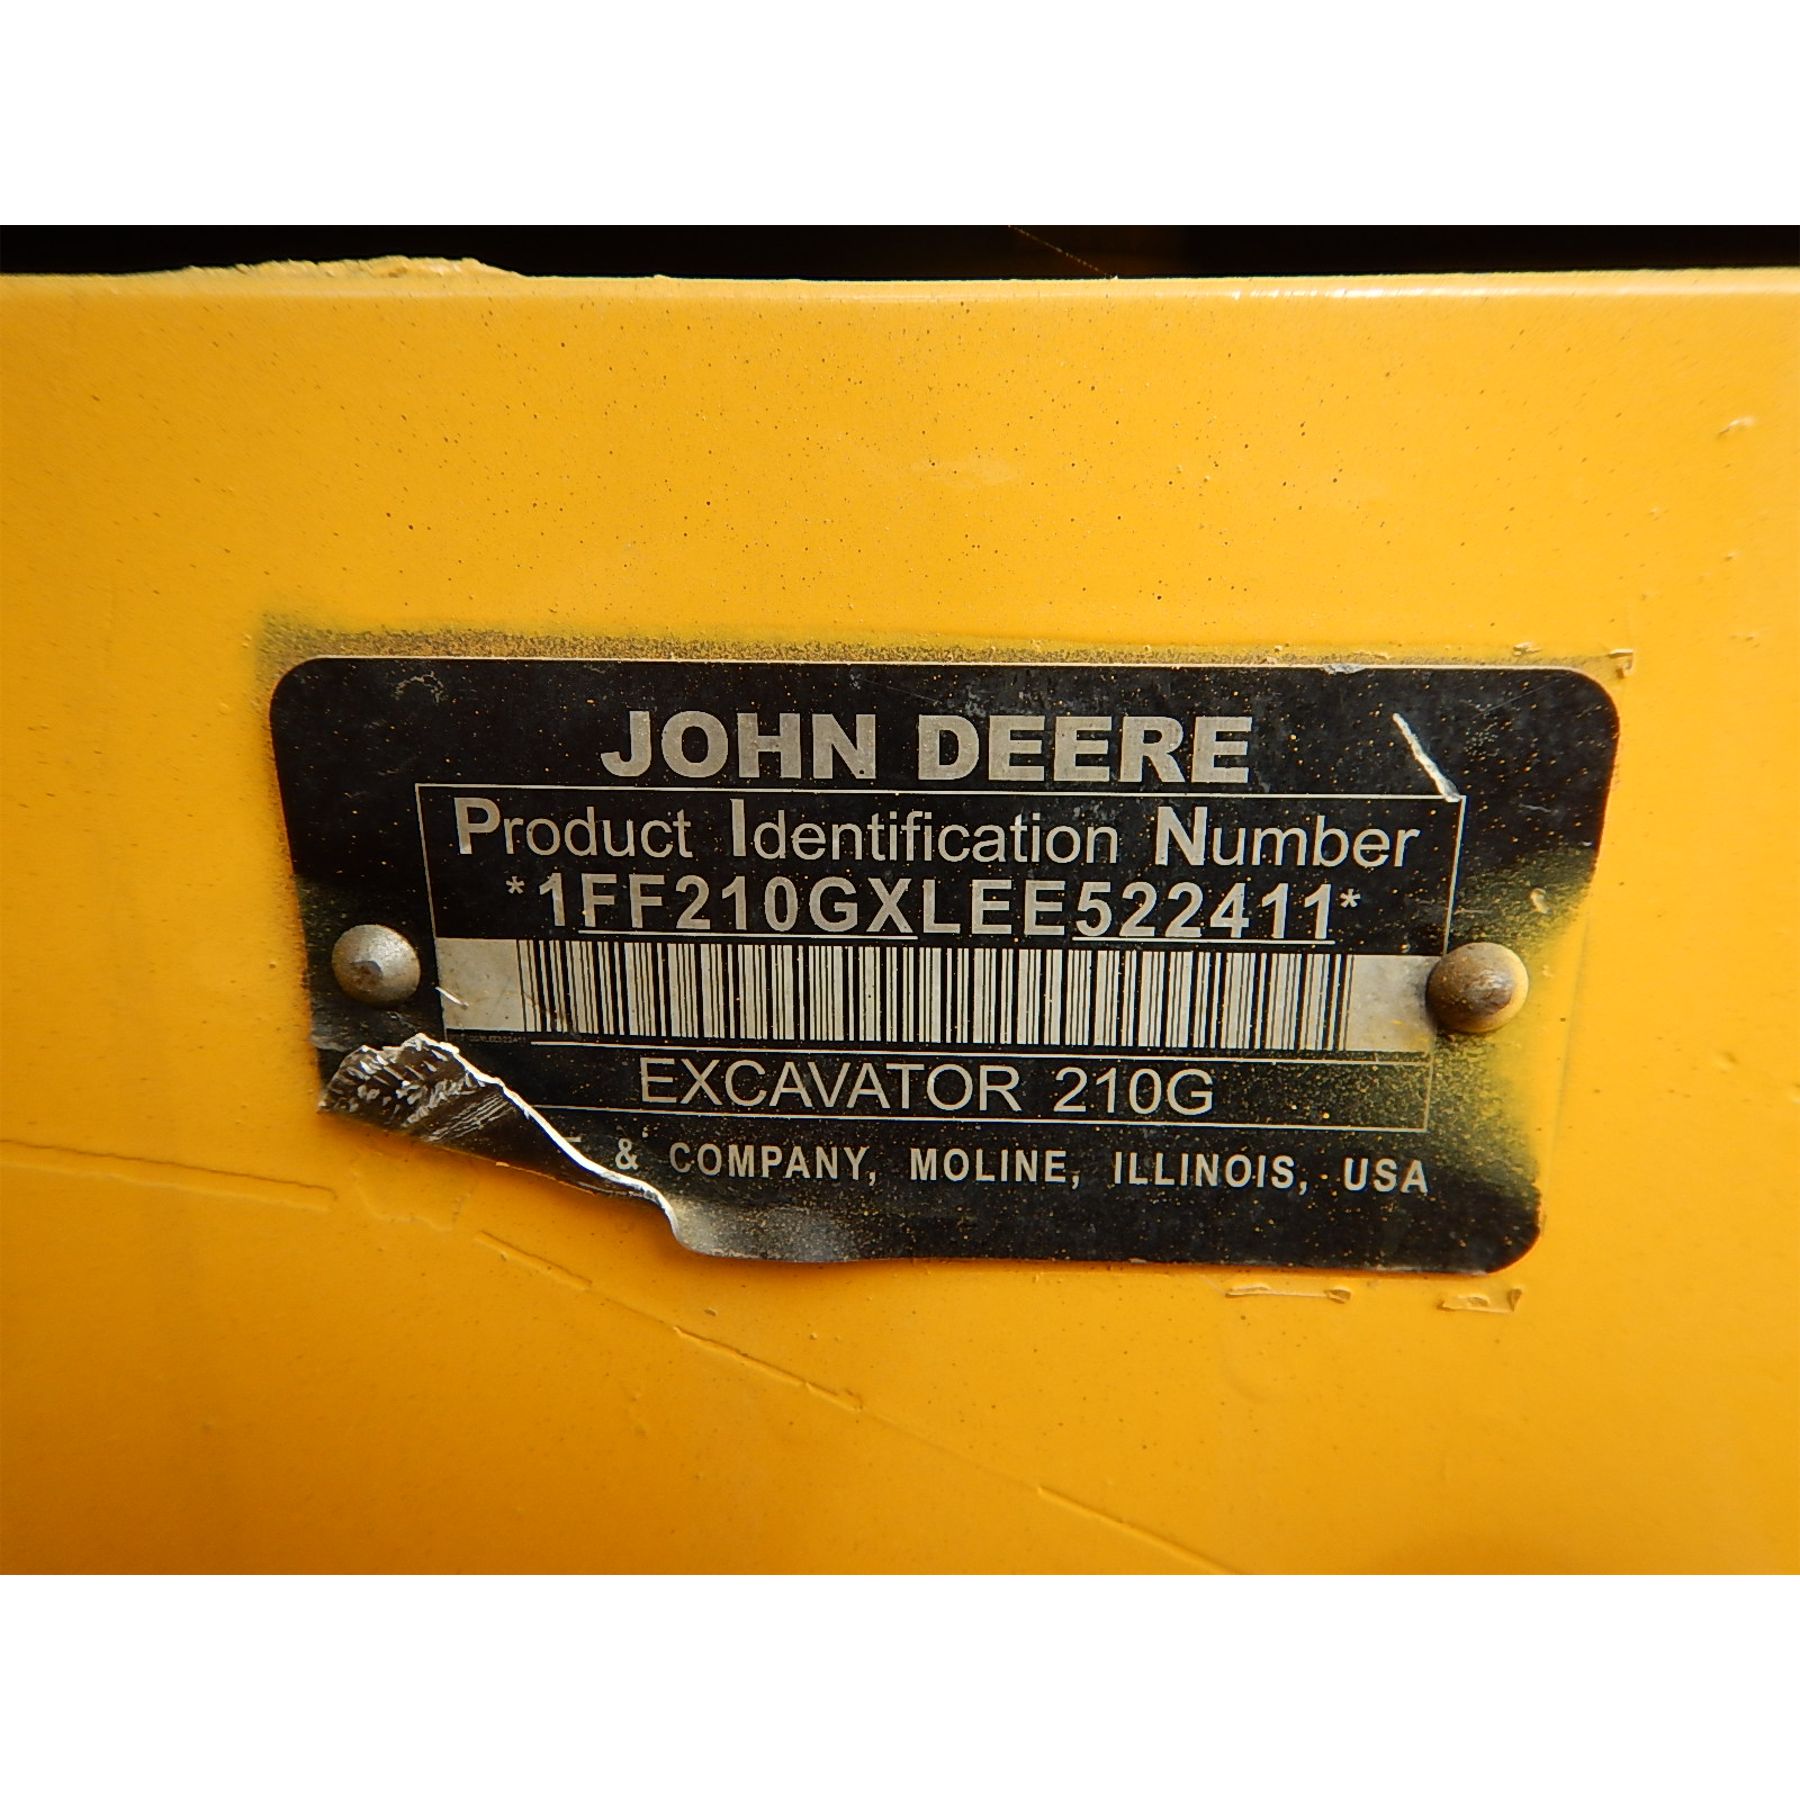 JOHN DEERE
Product Identification Number
*1FF210GXLEE522411*
EXCAVATOR 210G
& COMPANY, MOLINE, ILLINOIS, USA